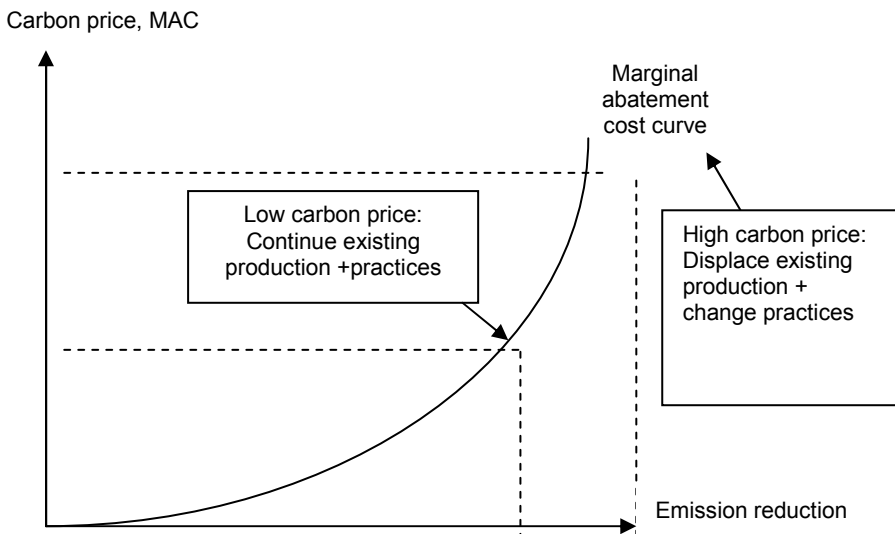 Carbon price, MAC
Marginal
abatement
cost curve
Low carbon price:
Continue existing
production +practices
High carbon price:
Displace existing
production +
change practices
Emission reduction